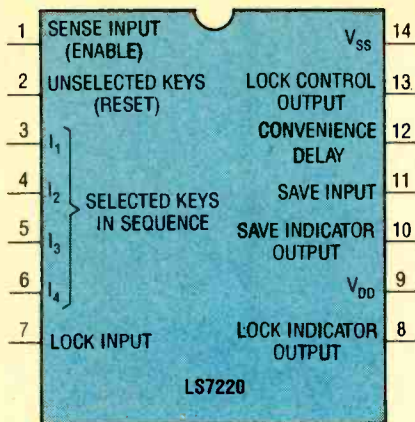 1
SENSE INPUT
(ENABLE)
2
UNSELECTED KEYS
(RESET)
3
I₁
4
I₂
SELECTED KEYS
IN SEQUENCE
5
I₃
6
I₄
7
LOCK INPUT
V_SS
14
LOCK CONTROL
OUTPUT
13
CONVENIENCE
DELAY
12
SAVE INPUT
11
SAVE INDICATOR
OUTPUT
10
V_DD
9
LOCK INDICATOR
OUTPUT
8
LS7220